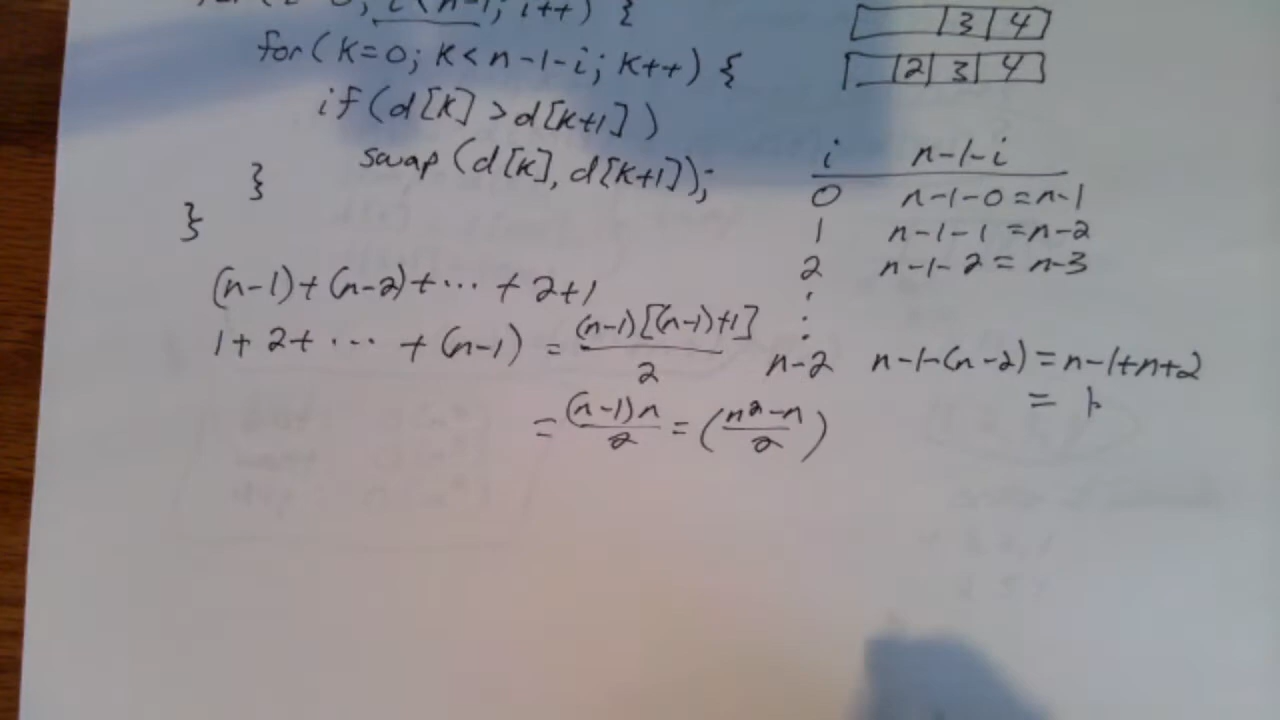 i<n-1; i++) {
for(k=0; k<n-1-i; k++) {
if(d[k]>d[k+1])
swap(d[k], d[k+1]);
}
}
(n-1)+(n-2)+⋯+2+1
1+2+⋯+(n-1) = (n-1)[(n-1)+1]/2
= (n-1)n/2 = (n²-n/2)
3 4
2 3 4
i n-1-i
0 n-1-0=n-1
1 n-1-1=n-2
2 n-1-2=n-3
⋮
n-2 n-1-(n-2)=n-1+n+2
= 1